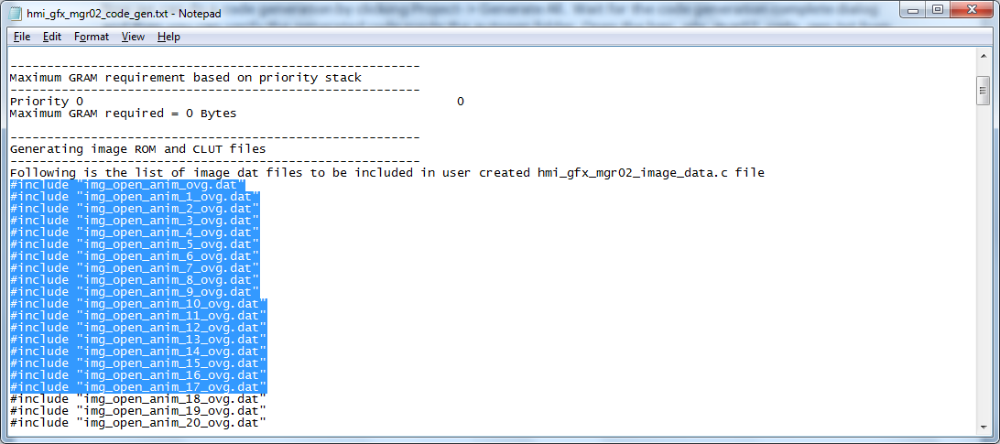 hmi_gfx_mgr02_code_gen.txt - Notepad
File Edit Format View Help
--------------------------------------------------------
Maximum GRAM requirement based on priority stack
--------------------------------------------------------
Priority 0 0
Maximum GRAM required = 0 Bytes
--------------------------------------------------------
Generating image ROM and CLUT files
--------------------------------------------------------
Following is the list of image dat files to be included in user created hmi_gfx_mgr02_image_data.c file
#include "img_open_anim_ovg.dat"
#include "img_open_anim_1_ovg.dat"
#include "img_open_anim_2_ovg.dat"
#include "img_open_anim_3_ovg.dat"
#include "img_open_anim_4_ovg.dat"
#include "img_open_anim_5_ovg.dat"
#include "img_open_anim_6_ovg.dat"
#include "img_open_anim_7_ovg.dat"
#include "img_open_anim_8_ovg.dat"
#include "img_open_anim_9_ovg.dat"
#include "img_open_anim_10_ovg.dat"
#include "img_open_anim_11_ovg.dat"
#include "img_open_anim_12_ovg.dat"
#include "img_open_anim_13_ovg.dat"
#include "img_open_anim_14_ovg.dat"
#include "img_open_anim_15_ovg.dat"
#include "img_open_anim_16_ovg.dat"
#include "img_open_anim_17_ovg.dat"
#include "img_open_anim_18_ovg.dat"
#include "img_open_anim_19_ovg.dat"
#include "img_open_anim_20_ovg.dat"